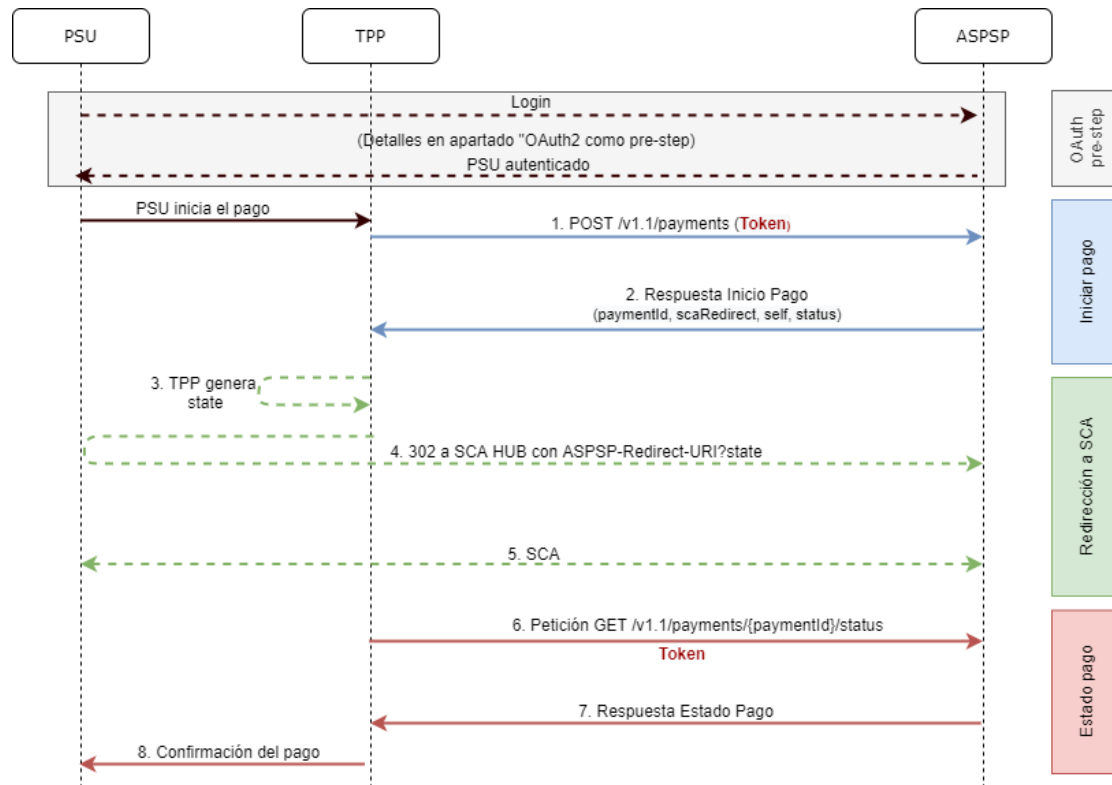 PSU
TPP
ASPSP
Login
(Detalles en apartado "OAuth2 como pre-step)
PSU autenticado
OAuth
pre-step
PSU inicia el pago
1. POST /v1.1/payments (Token)
2. Respuesta Inicio Pago
(paymentId, scaRedirect, self, status)
Iniciar pago
3. TPP genera
state
4. 302 a SCA HUB con ASPSP-Redirect-URI?state
5. SCA
Redirección a SCA
6. Petición GET /v1.1/payments/{paymentId}/status
Token
7. Respuesta Estado Pago
8. Confirmación del pago
Estado pago